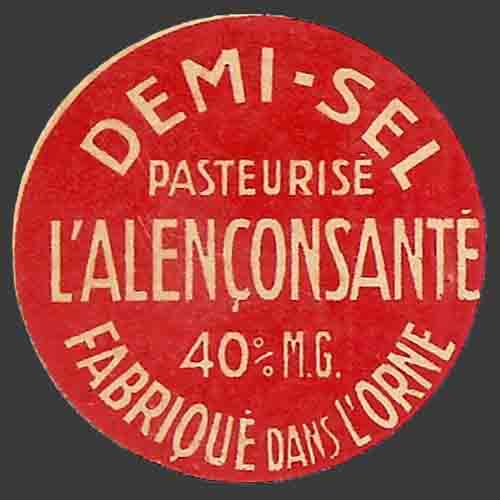 DEMI-SEL
PASTEURISÉ
L'ALENÇONSANTÉ
40% M.G.
FABRIQUÉ DANS L'ORNE